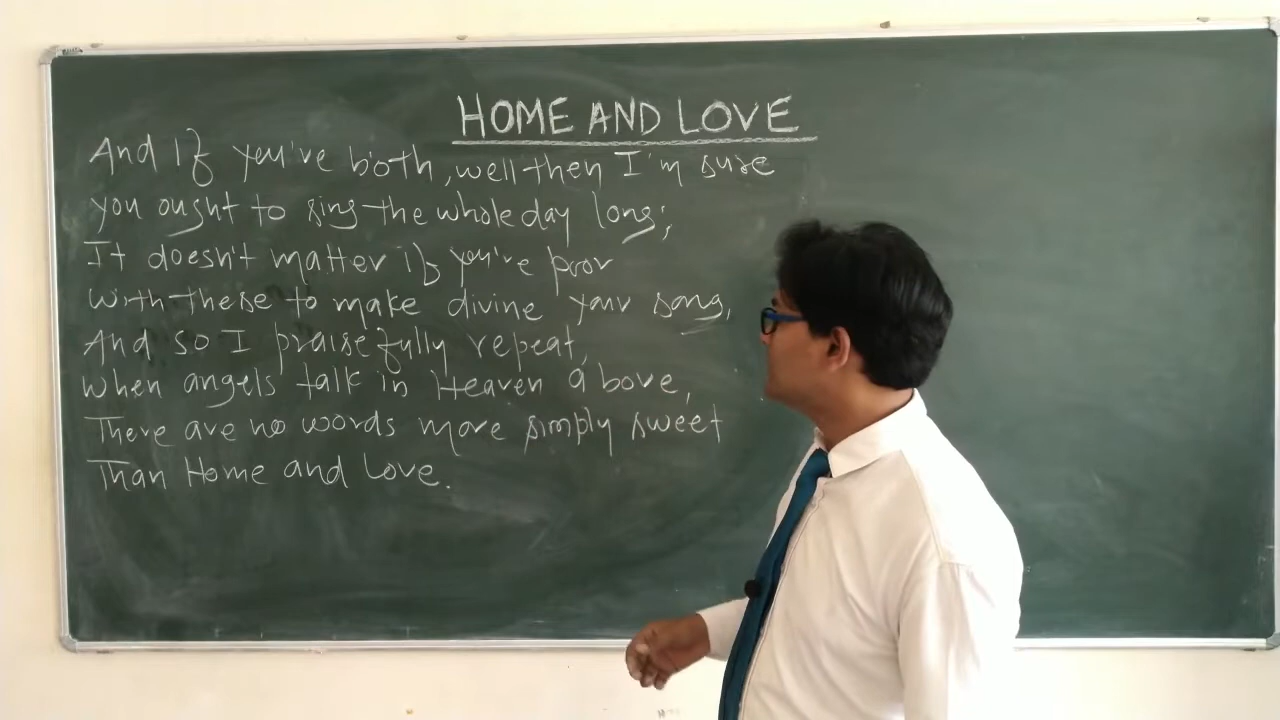 HOME AND LOVE
And If you've both, well then I'm sure
you ought to sing the whole day long;
It doesn't matter if you're poor
With these to make divine your song,
And so I praisefully repeat,
When angels talk in Heaven above,
There are no words more simply sweet
Than Home and Love.